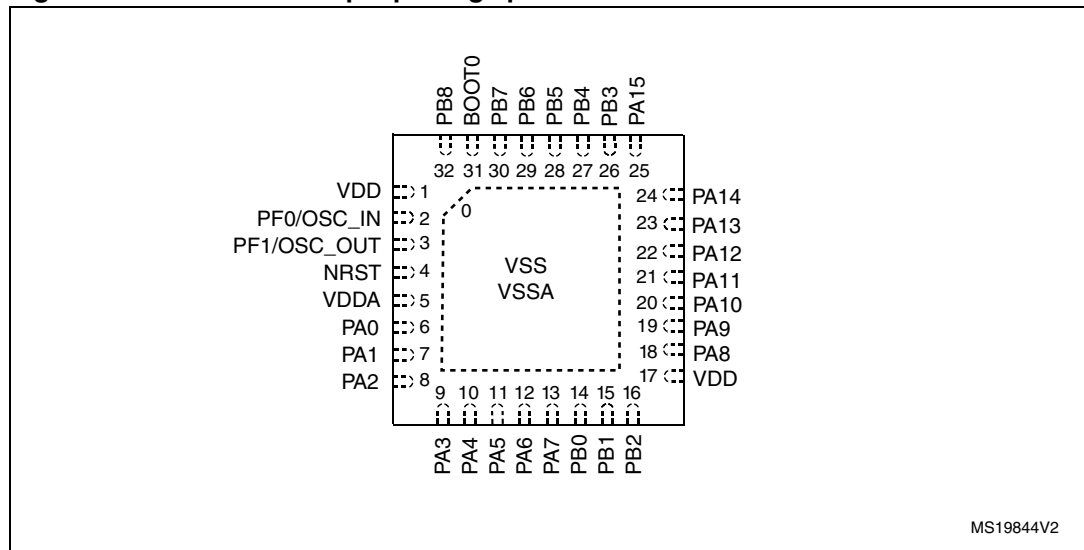 PB8
BOOT0
PB7
PB6
PB5
PB4
PB3
PA15
32 31 30 29 28 27 26 25
VDD 1
PF0/OSC_IN 2
PF1/OSC_OUT 3
NRST 4
VDDA 5
PA0 6
PA1 7
PA2 8
0
VSS
VSSA
24 PA14
23 PA13
22 PA12
21 PA11
20 PA10
19 PA9
18 PA8
17 VDD
9 10 11 12 13 14 15 16
PA3
PA4
PA5
PA6
PA7
PB0
PB1
PB2
MS19844V2